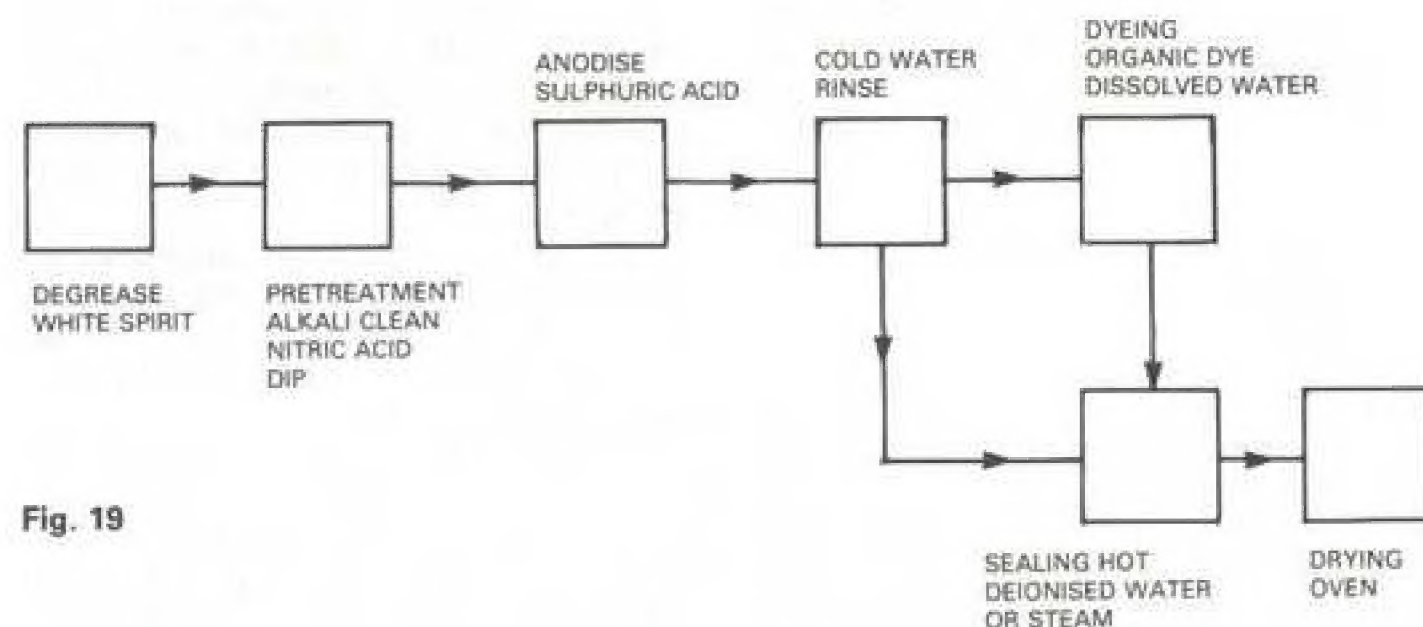 DEGREASE
WHITE SPIRIT
PRETREATMENT
ALKALI CLEAN
NITRIC ACID
DIP
ANODISE
SULPHURIC ACID
COLD WATER
RINSE
DYEING
ORGANIC DYE
DISSOLVED WATER
SEALING HOT
DEIONISED WATER
OR STEAM
DRYING
OVEN
Fig. 19